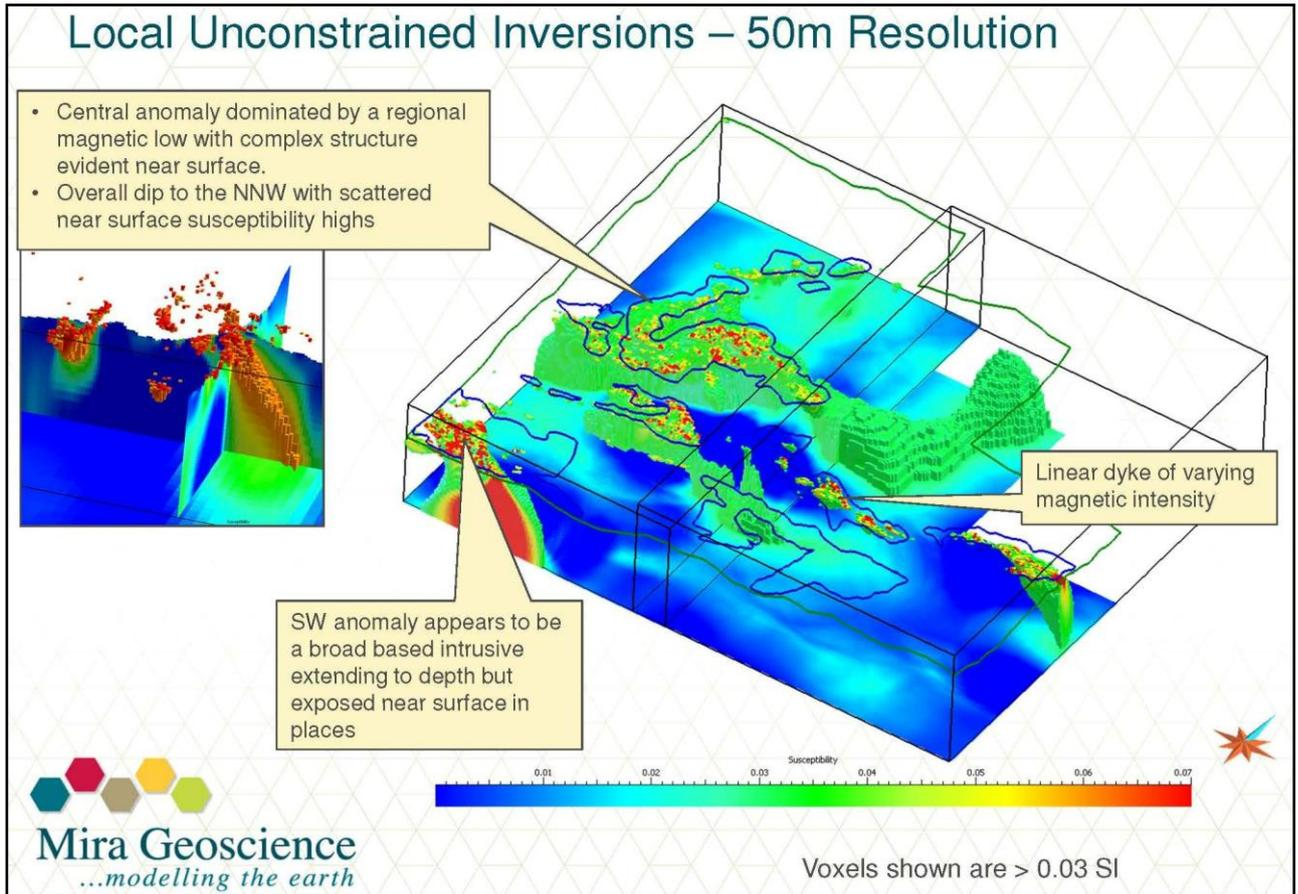 Local Unconstrained Inversions – 50m Resolution
• Central anomaly dominated by a regional
magnetic low with complex structure
evident near surface.
• Overall dip to the NNW with scattered
near surface susceptibility highs
Linear dyke of varying
magnetic intensity
SW anomaly appears to be
a broad based intrusive
extending to depth but
exposed near surface in
places
Susceptibility
Susceptibility
0.01 0.02 0.03 0.04 0.05 0.06 0.07
Mira Geoscience
...modelling the earth
Voxels shown are > 0.03 SI